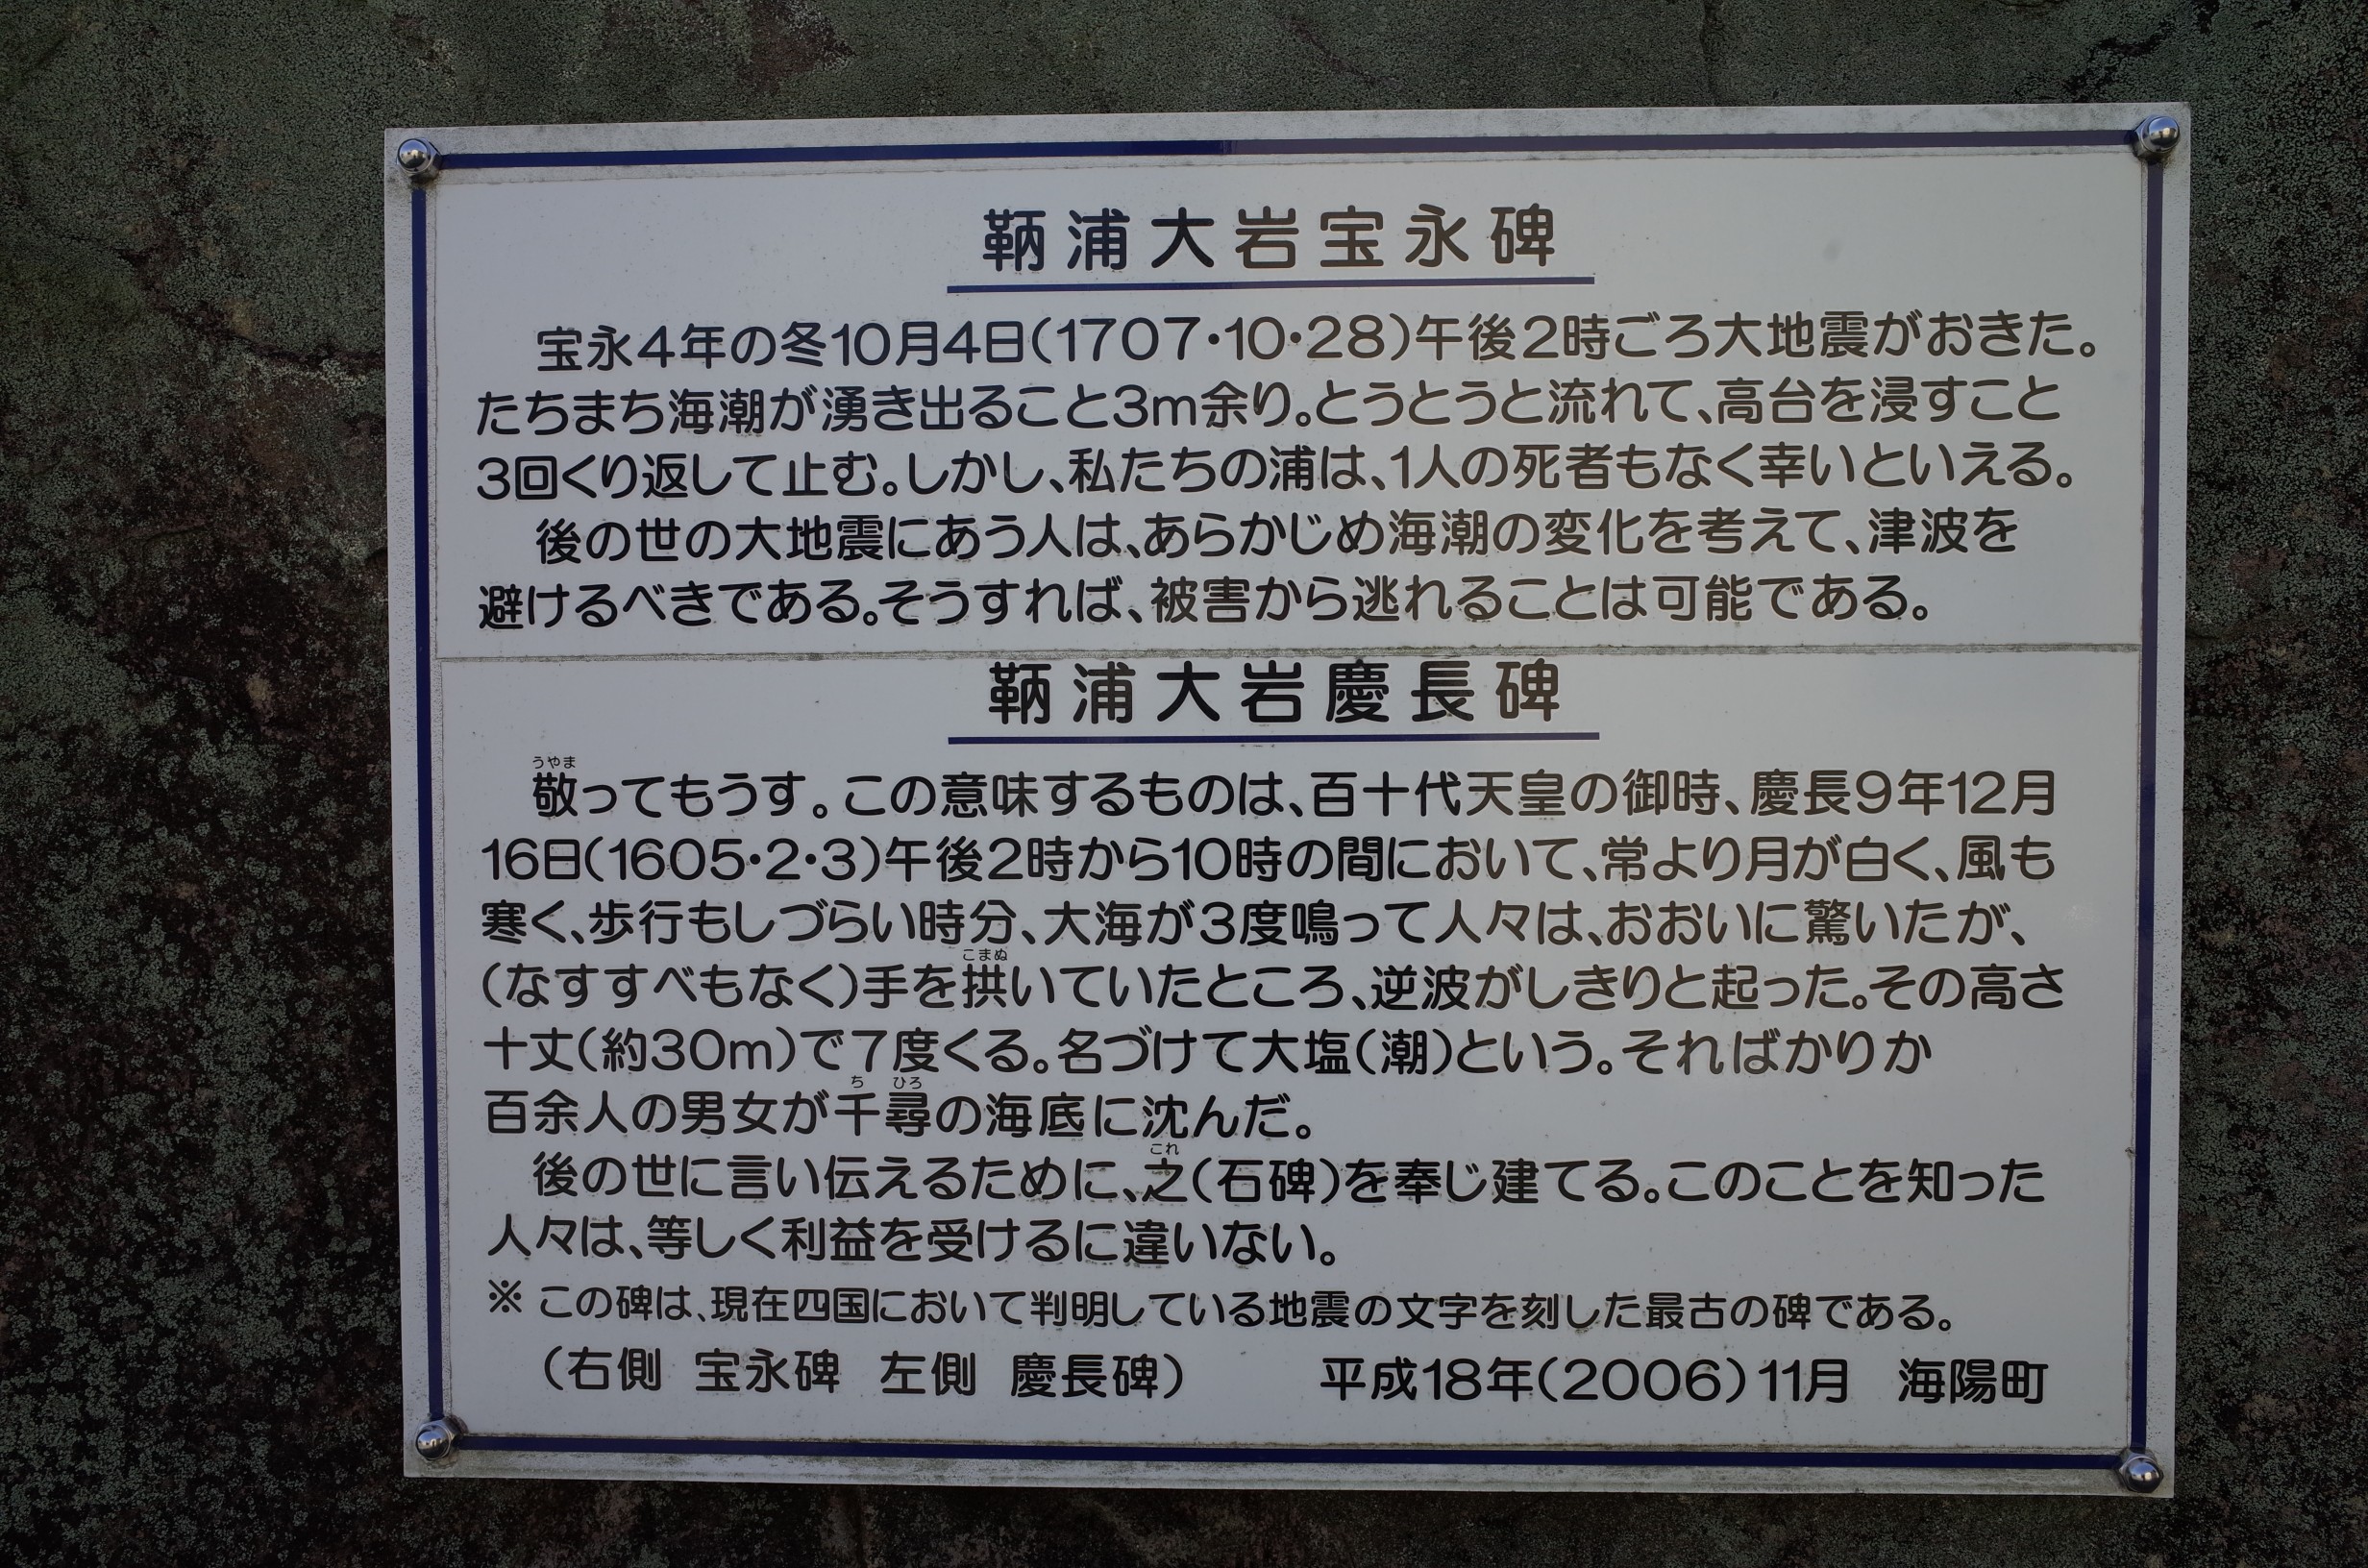 鞆浦大岩宝永碑
宝永4年の冬10月4日(1707・10・28)午後2時ごろ大地震がおきた。
たちまち海潮が湧き出ること3m余り。とうとうと流れて、高台を浸すこと
3回くり返して止む。しかし、私たちの浦は、1人の死者もなく幸いといえる。
後の世の大地震にあう人は、あらかじめ海潮の変化を考えて、津波を
避けるべきである。そうすれば、被害から逃れることは可能である。
鞆浦大岩慶長碑
うやま
敬ってもうす。この意味するものは、百十代天皇の御時、慶長9年12月
16日(1605・2・3)午後2時から10時の間において、常より月が白く、風も
寒く、歩行もしづらい時分、大海が3度鳴って人々は、おおいに驚いたが、
こまぬ
(なすすべもなく)手を拱いていたところ、逆波がしきりと起った。その高さ
十丈(約30m)で7度くる。名づけて大塩(潮)という。そればかりか
ち ひろ
百余人の男女が千尋の海底に沈んだ。
これ
後の世に言い伝えるために、之(石碑)を奉じ建てる。このことを知った
人々は、等しく利益を受けるに違いない。
※ この碑は、現在四国において判明している地震の文字を刻した最古の碑である。
(右側 宝永碑 左側 慶長碑) 平成18年(2006)11月 海陽町